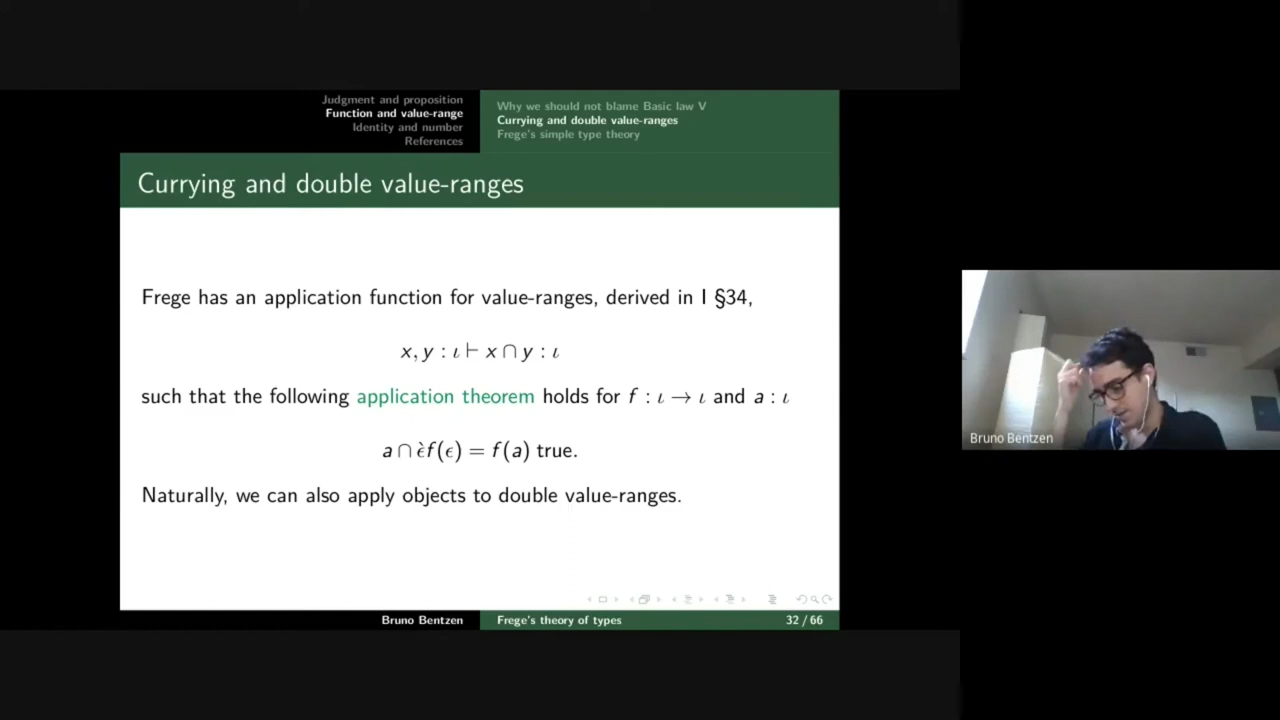 Judgment and proposition
Function and value-range
Identity and number
References
Why we should not blame Basic law V
Currying and double value-ranges
Frege's simple type theory
Currying and double value-ranges
Frege has an application function for value-ranges, derived in I §34,
x, y : ι ⊢ x ∩ y : ι
such that the following application theorem holds for f : ι → ι and a : ι
a ∩ ἐf(ϵ) = f(a) true.
Naturally, we can also apply objects to double value-ranges.
Bruno Bentzen
Frege's theory of types
32 / 66
Bruno Bentzen